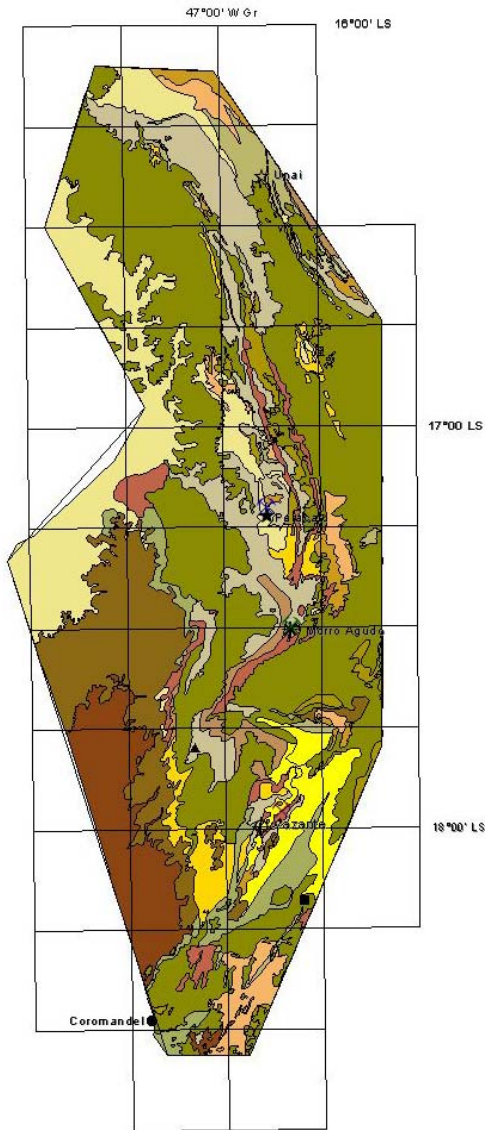 47°00' W Gr
16°00' LS
Unaí
17°00 LS
Morro Agudo
18°00' LS
Coromandel